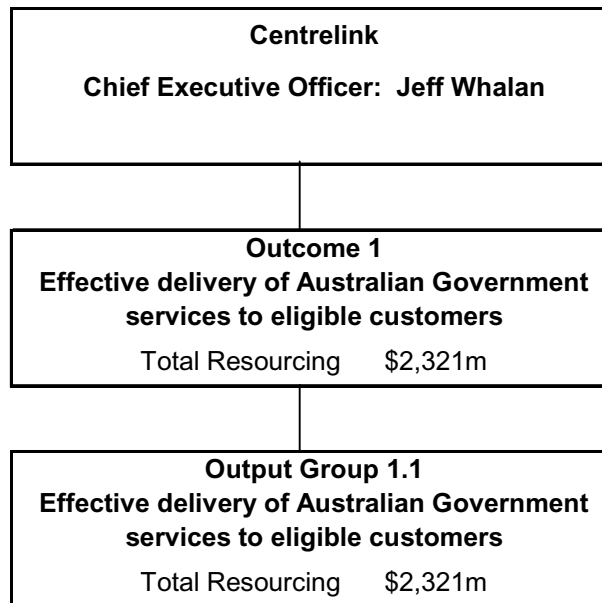 Centrelink
Chief Executive Officer: Jeff Whalan
Outcome 1
Effective delivery of Australian Government
services to eligible customers
Total Resourcing $2,321m
Output Group 1.1
Effective delivery of Australian Government
services to eligible customers
Total Resourcing $2,321m